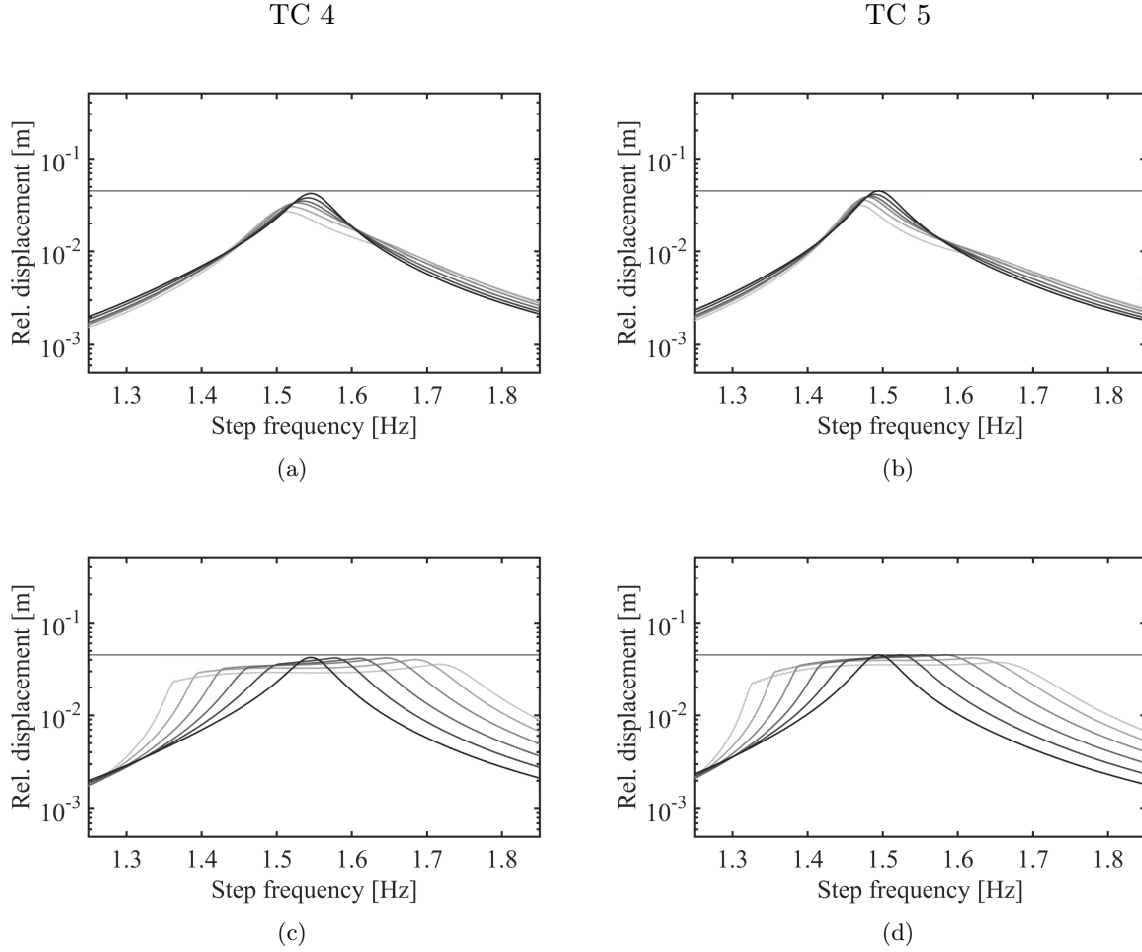 TC 4
TC 5
Rel. displacement [m]
10-1
10-2
10-3
1.3 1.4 1.5 1.6 1.7 1.8
Step frequency [Hz]
(a)
Rel. displacement [m]
10-1
10-2
10-3
1.3 1.4 1.5 1.6 1.7 1.8
Step frequency [Hz]
(b)
Rel. displacement [m]
10-1
10-2
10-3
1.3 1.4 1.5 1.6 1.7 1.8
Step frequency [Hz]
(c)
Rel. displacement [m]
10-1
10-2
10-3
1.3 1.4 1.5 1.6 1.7 1.8
Step frequency [Hz]
(d)